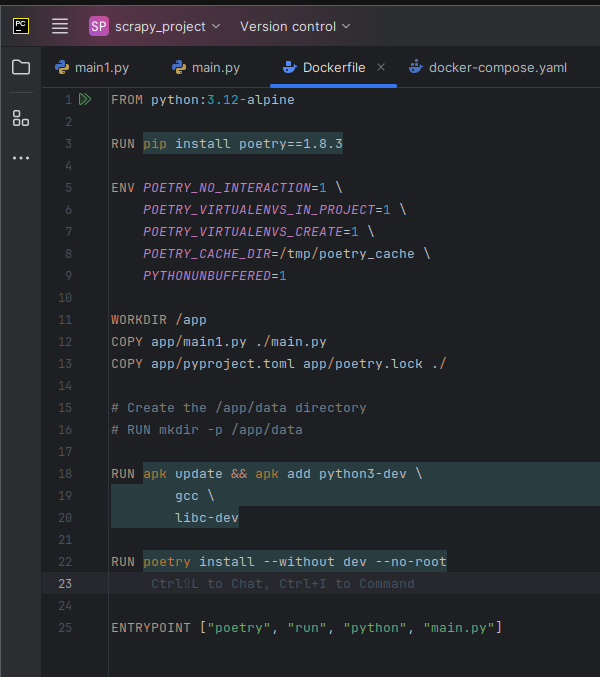 PC
SP scrapy_project Version control
main1.py main.py Dockerfile docker-compose.yaml
1 FROM python:3.12-alpine
2
3 RUN pip install poetry==1.8.3
4
5 ENV POETRY_NO_INTERACTION=1 \
6 POETRY_VIRTUALENVS_IN_PROJECT=1 \
7 POETRY_VIRTUALENVS_CREATE=1 \
8 POETRY_CACHE_DIR=/tmp/poetry_cache \
9 PYTHONUNBUFFERED=1
10
11 WORKDIR /app
12 COPY app/main1.py ./main.py
13 COPY app/pyproject.toml app/poetry.lock ./
14
15 # Create the /app/data directory
16 # RUN mkdir -p /app/data
17
18 RUN apk update && apk add python3-dev \
19 gcc \
20 libc-dev
21
22 RUN poetry install --without dev --no-root
23 Ctrl⇧L to Chat, Ctrl+I to Command
24
25 ENTRYPOINT ["poetry", "run", "python", "main.py"]